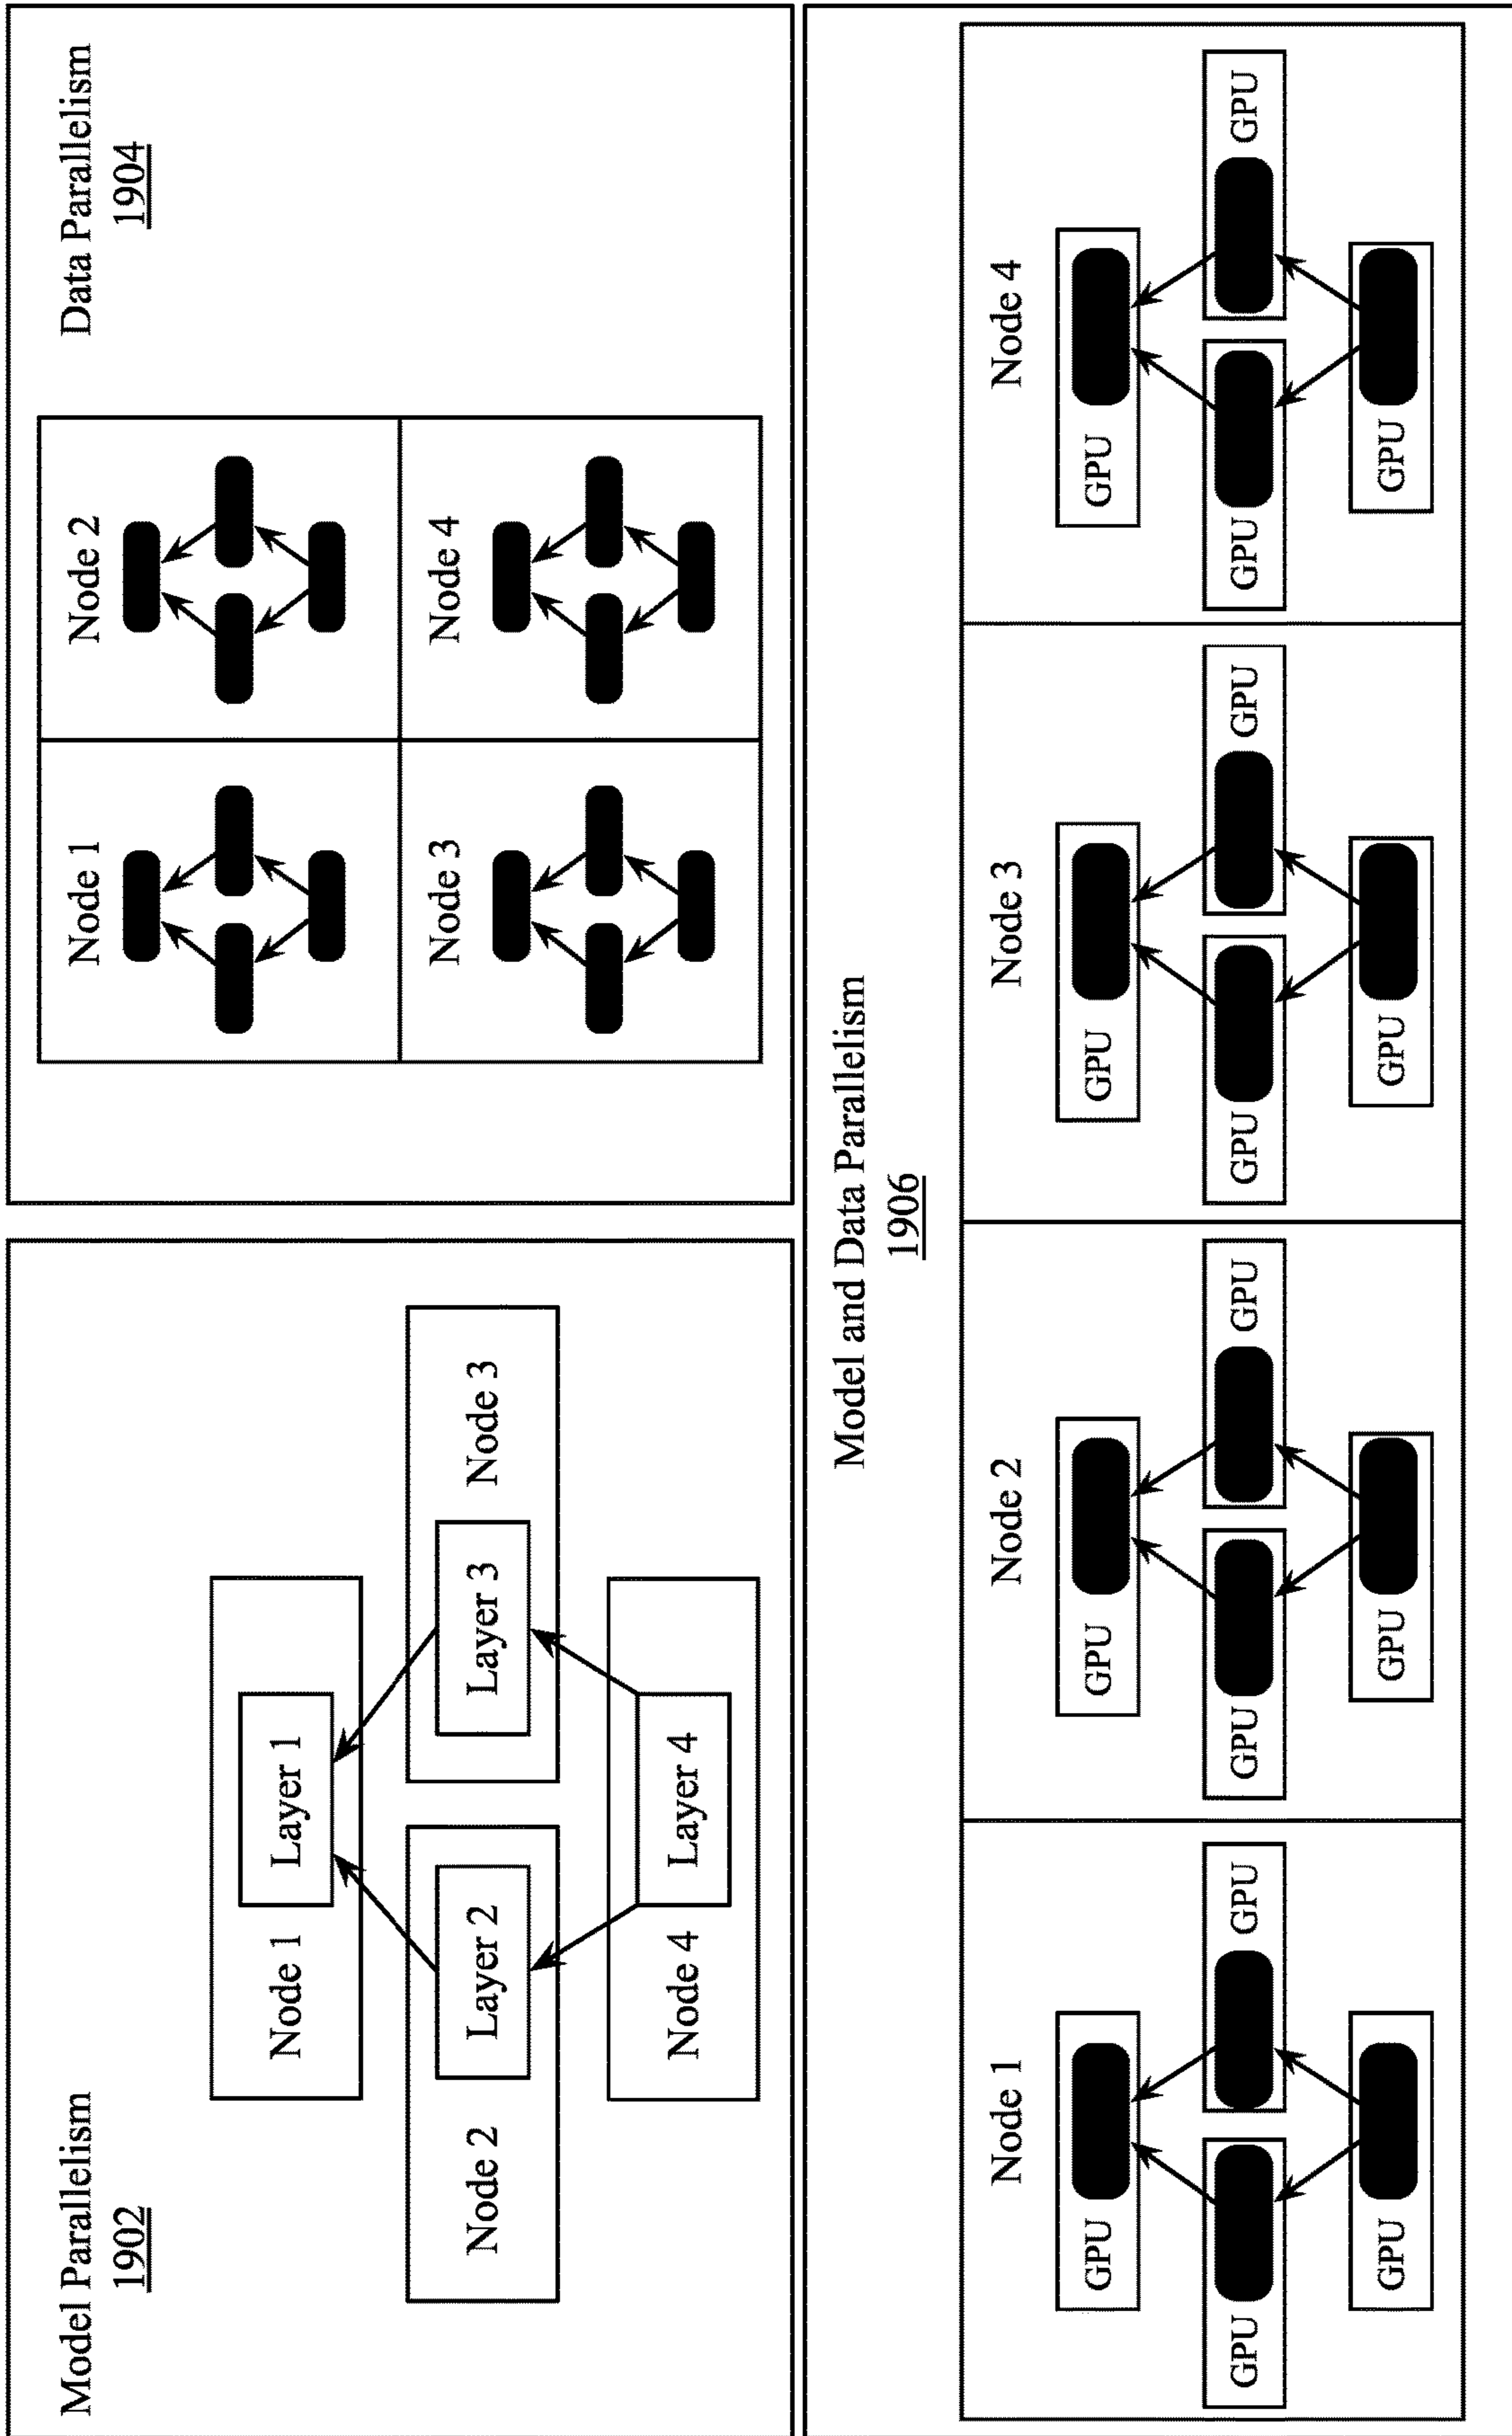 Model Parallelism
1902
Node 1
Layer 1
Node 2
Layer 2
Layer 3
Node 3
Node 4
Layer 4
Data Parallelism
1904
Node 1
Node 2
Node 3
Node 4
Model and Data Parallelism
1906
Node 1
GPU
GPU
GPU
GPU
Node 2
GPU
GPU
GPU
GPU
Node 3
GPU
GPU
GPU
GPU
Node 4
GPU
GPU
GPU
GPU